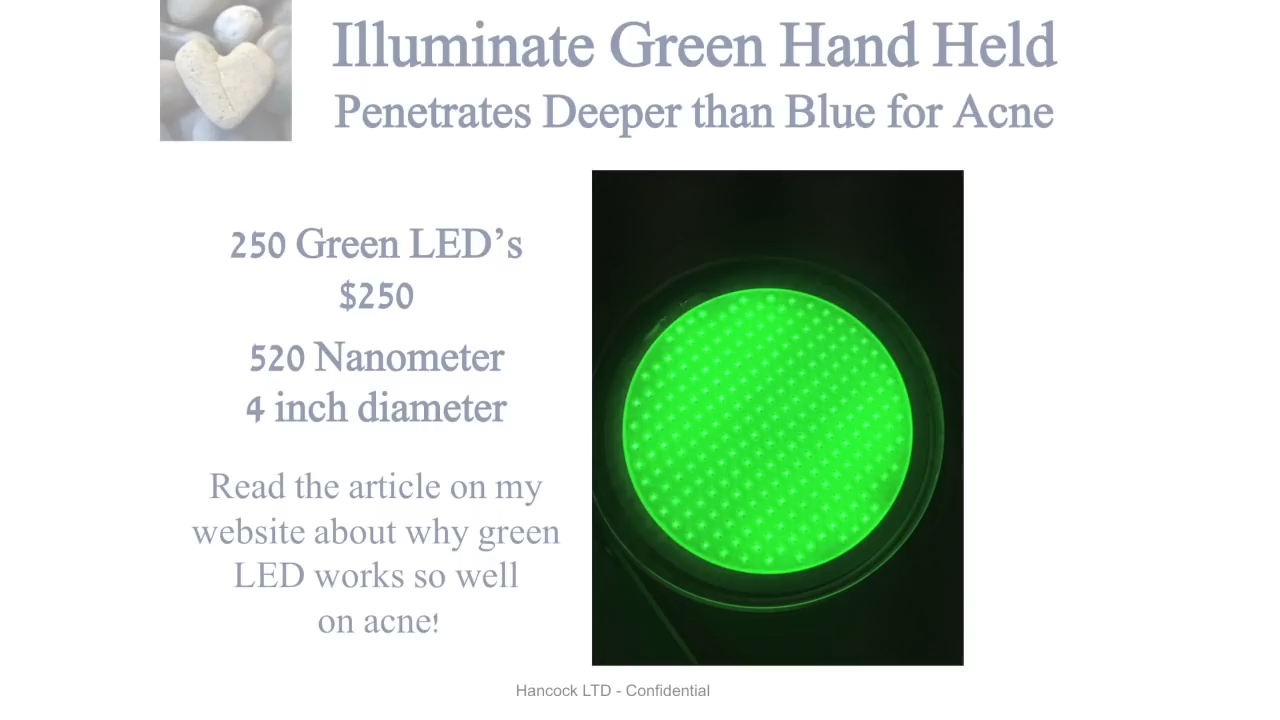 Illuminate Green Hand Held
Penetrates Deeper than Blue for Acne
250 Green LED’s
$250
520 Nanometer
4 inch diameter
Read the article on my
website about why green
LED works so well
on acne!
Hancock LTD - Confidential